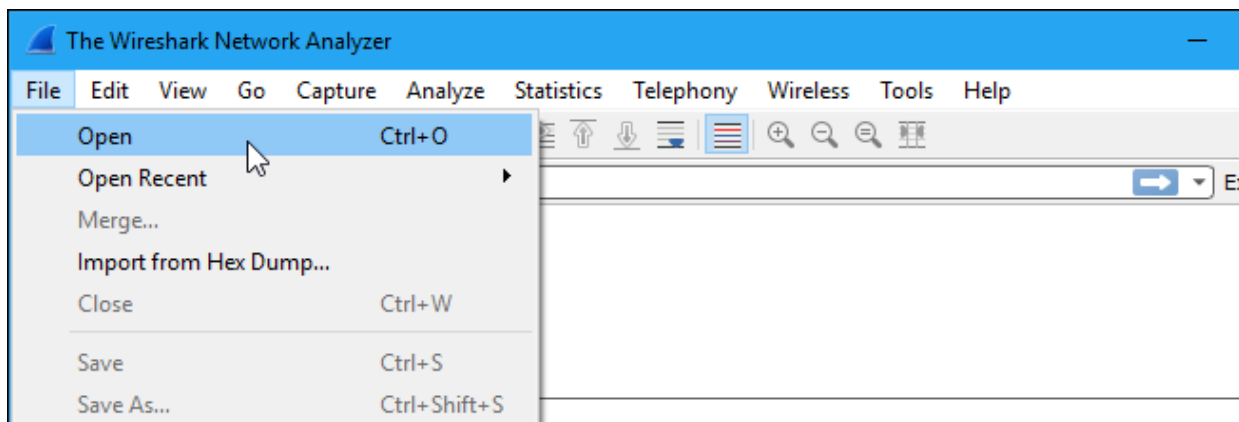 The Wireshark Network Analyzer
File Edit View Go Capture Analyze Statistics Telephony Wireless Tools Help
Open Ctrl+O
Open Recent
Merge...
Import from Hex Dump...
Close Ctrl+W
Save Ctrl+S
Save As... Ctrl+Shift+S